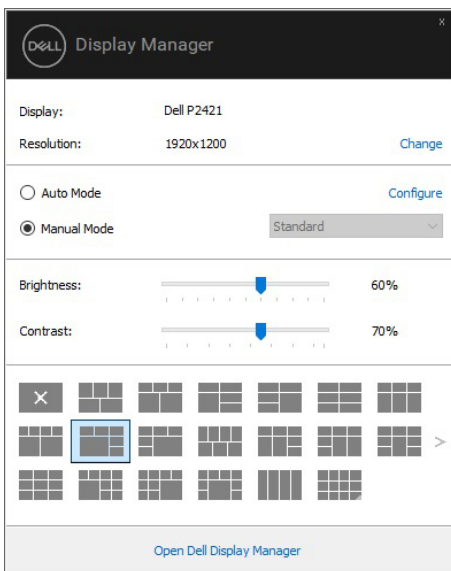 x
DELL Display Manager
Display: Dell P2421
Resolution: 1920x1200 Change
Auto Mode Configure
Manual Mode Standard
Brightness: 60%
Contrast: 70%
Open Dell Display Manager